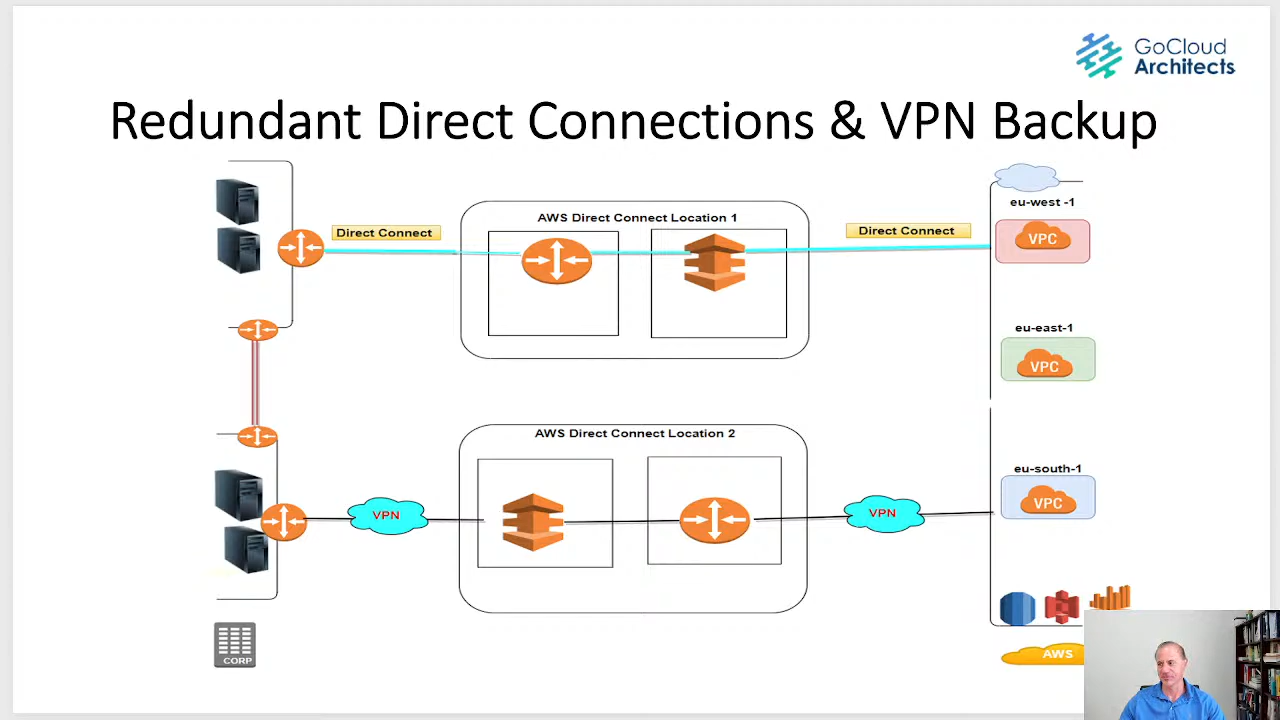 GoCloud
Architects
Redundant Direct Connections & VPN Backup
eu-west -1
AWS Direct Connect Location 1
Direct Connect
Direct Connect
VPC
eu-east-1
VPC
AWS Direct Connect Location 2
eu-south-1
VPC
VPN
VPN
CORP
AWS